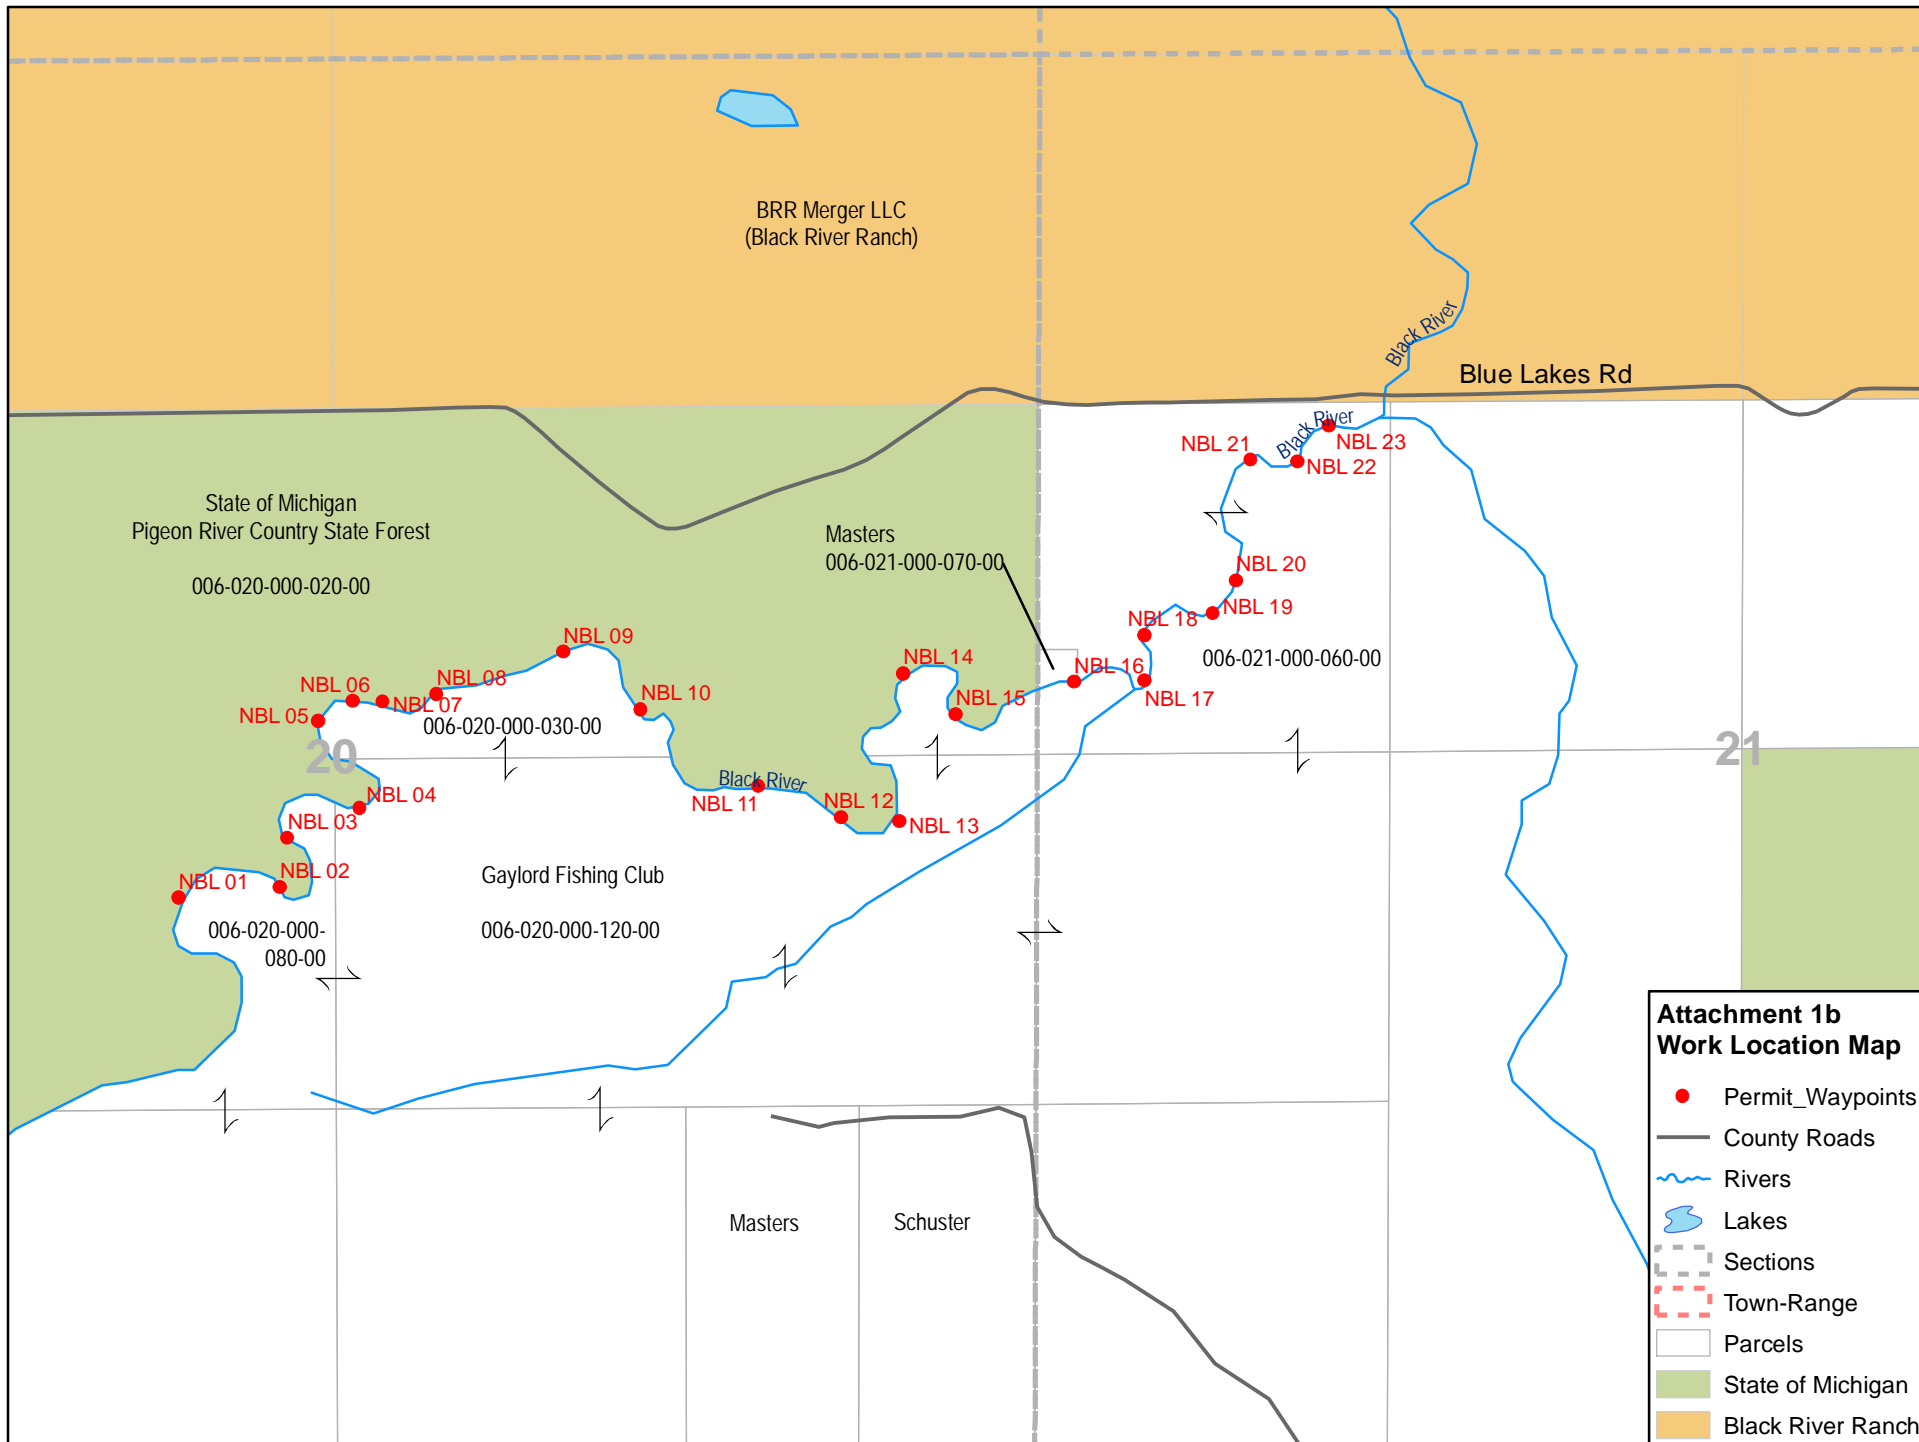 BRR Merger LLC
(Black River Ranch)
Black River
Blue Lakes Rd
Black River
NBL 21
NBL 23
NBL 22
State of Michigan
Pigeon River Country State Forest
006-020-000-020-00
Masters
006-021-000-070-00
NBL 20
NBL 19
NBL 18
006-021-000-060-00
NBL 16
NBL 17
NBL 09
NBL 14
NBL 15
NBL 10
NBL 08
NBL 06
NBL 07
NBL 05
006-020-000-030-00
20
21
Black River
NBL 11
NBL 12
NBL 13
NBL 04
NBL 03
NBL 02
NBL 01
Gaylord Fishing Club
006-020-000-120-00
006-020-000-
080-00
Masters
Schuster
Attachment 1b
Work Location Map
Permit_Waypoints
County Roads
Rivers
Lakes
Sections
Town-Range
Parcels
State of Michigan
Black River Ranch